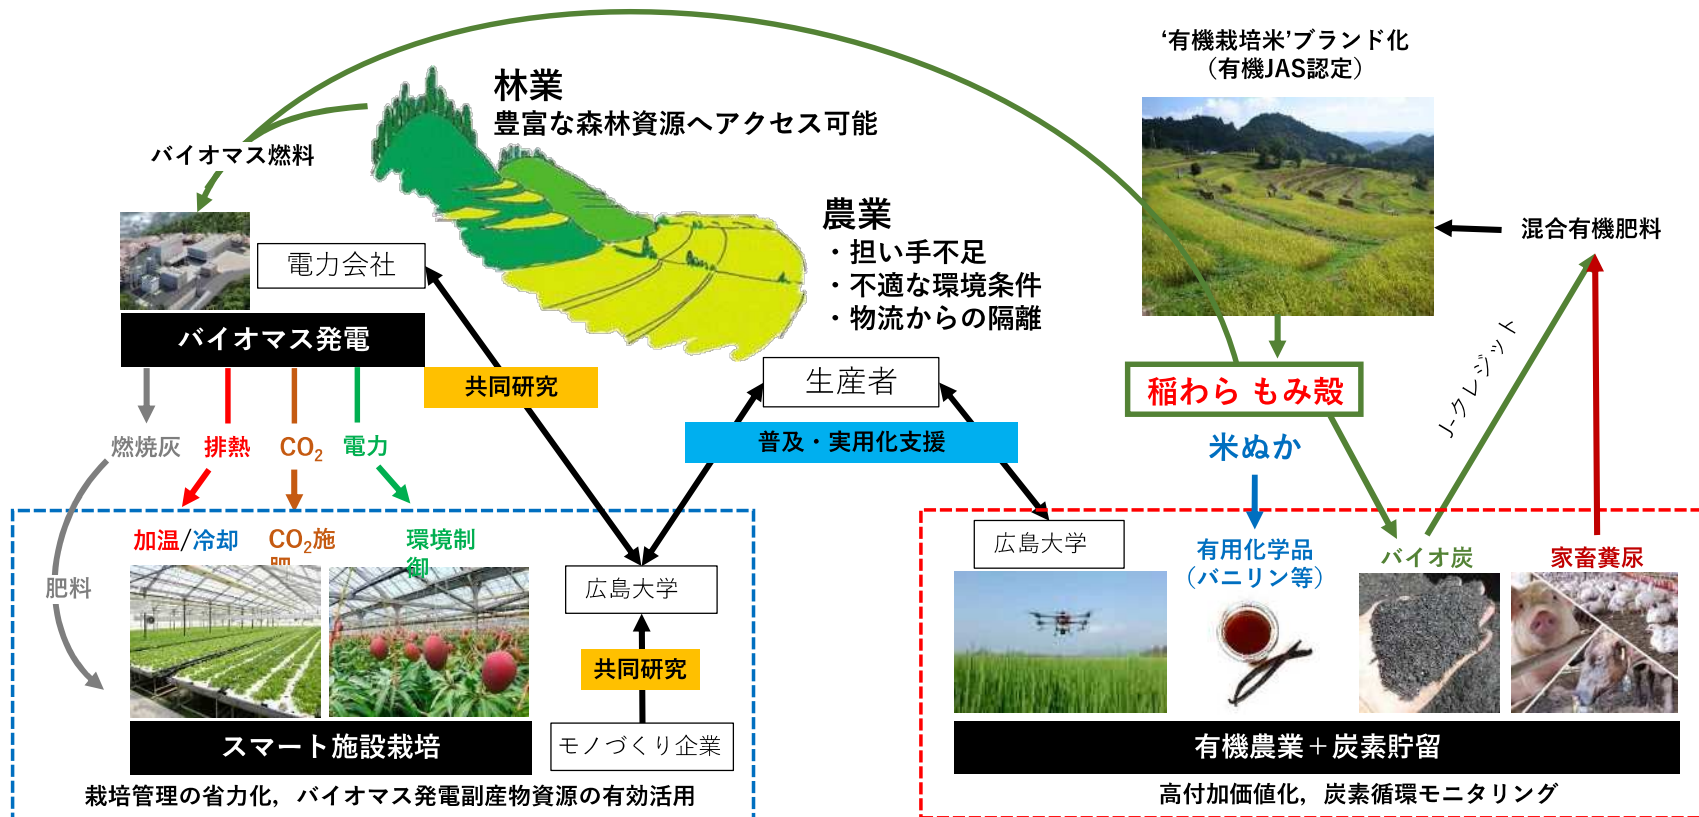 ‘有機栽培米’ブランド化
（有機JAS認定）
林業
豊富な森林資源へアクセス可能
バイオマス燃料
農業
・担い手不足
・不適な環境条件
・物流からの隔離
混合有機肥料
電力会社
バイオマス発電
共同研究
生産者
稲わら もみ殻
J-クレジット
普及・実用化支援
米ぬか
燃焼灰
排熱
CO₂
電力
加温/冷却
CO₂施
肥
環境制
御
広島大学
有用化学品
（バニリン等）
バイオ炭
家畜糞尿
肥料
広島大学
共同研究
モノづくり企業
スマート施設栽培
有機農業＋炭素貯留
栽培管理の省力化，バイオマス発電副産物資源の有効活用
高付加価値化，炭素循環モニタリング